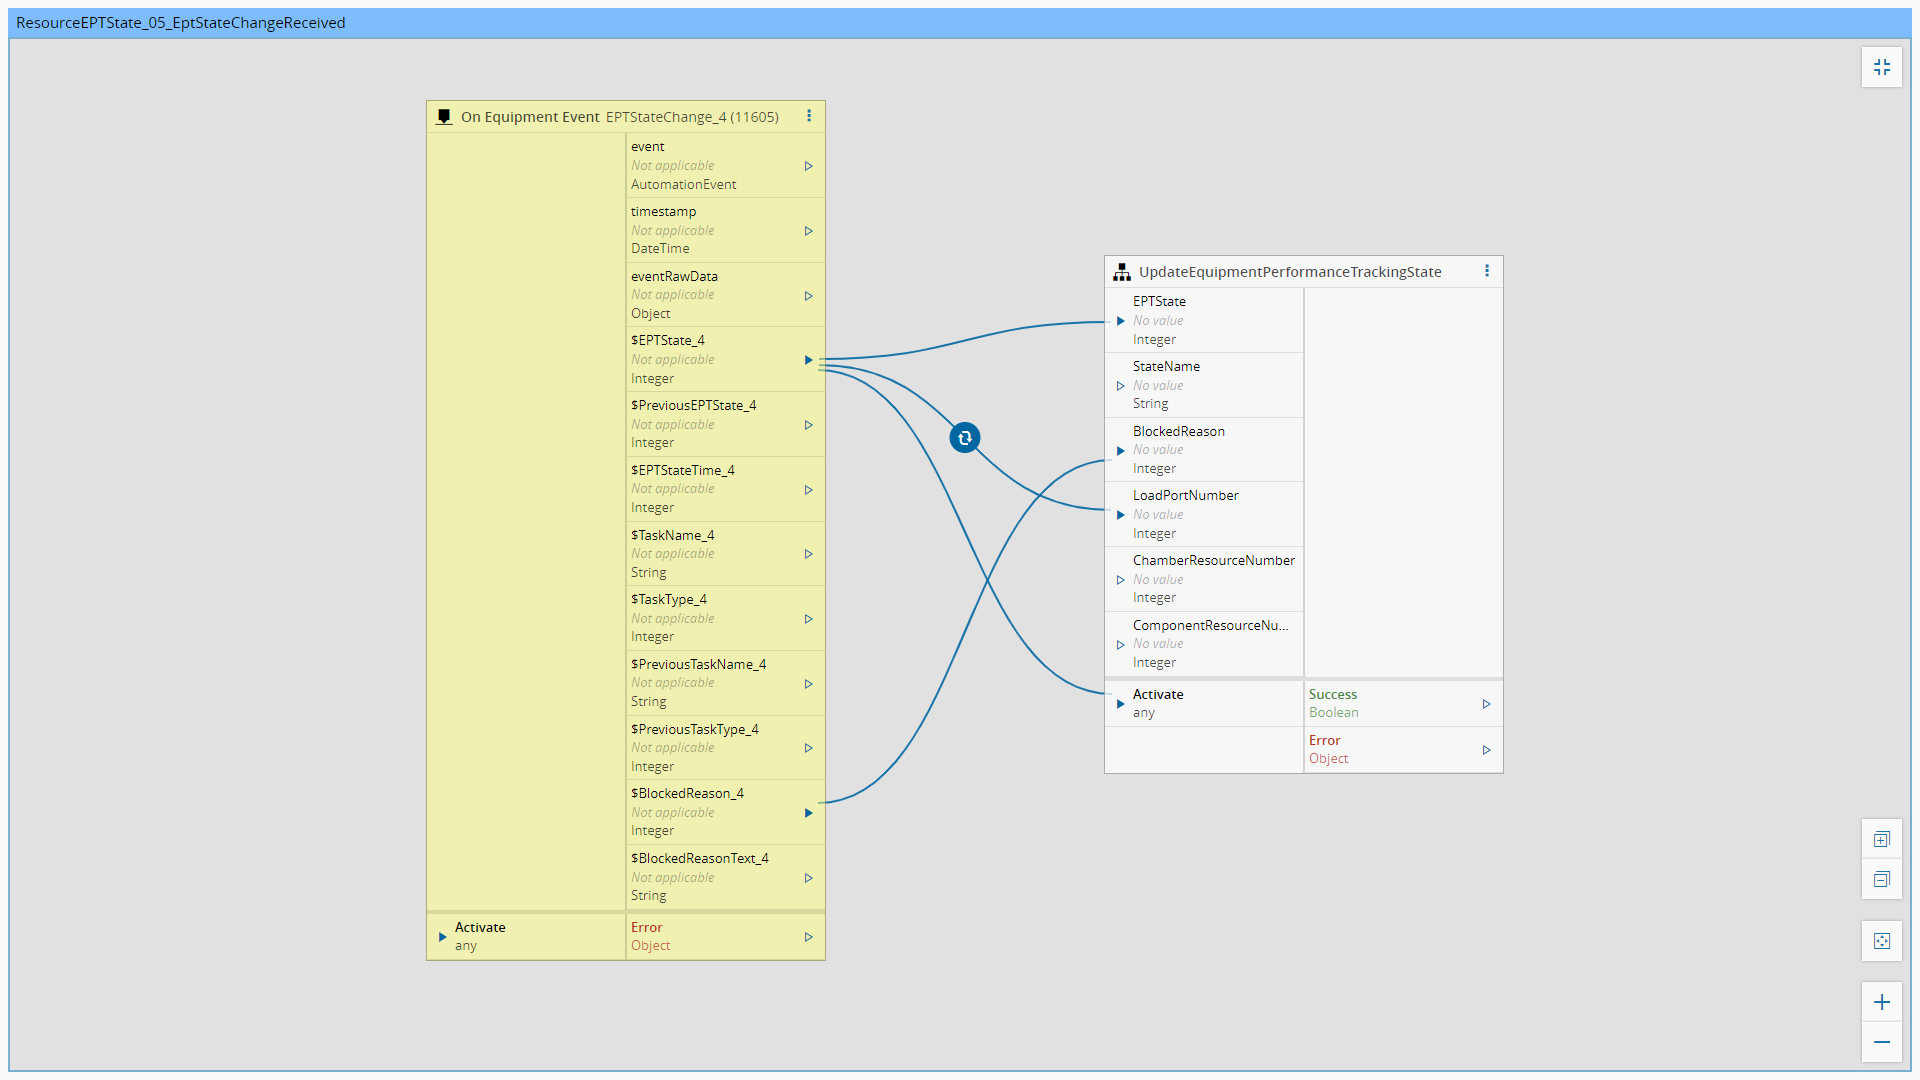 ResourceEPTState_05_EptStateChangeReceived
On Equipment Event EPTStateChange_4 (11605)
event
Not applicable
AutomationEvent
timestamp
Not applicable
DateTime
eventRawData
Not applicable
Object
$EPTState_4
Not applicable
Integer
$PreviousEPTState_4
Not applicable
Integer
$EPTStateTime_4
Not applicable
Integer
$TaskName_4
Not applicable
String
$TaskType_4
Not applicable
Integer
$PreviousTaskName_4
Not applicable
String
$PreviousTaskType_4
Not applicable
Integer
$BlockedReason_4
Not applicable
Integer
$BlockedReasonText_4
Not applicable
String
Activate
any
Error
Object
UpdateEquipmentPerformanceTrackingState
EPTState
No value
Integer
StateName
No value
String
BlockedReason
No value
Integer
LoadPortNumber
No value
Integer
ChamberResourceNumber
No value
Integer
ComponentResourceNu...
No value
Integer
Activate
any
Success
Boolean
Error
Object